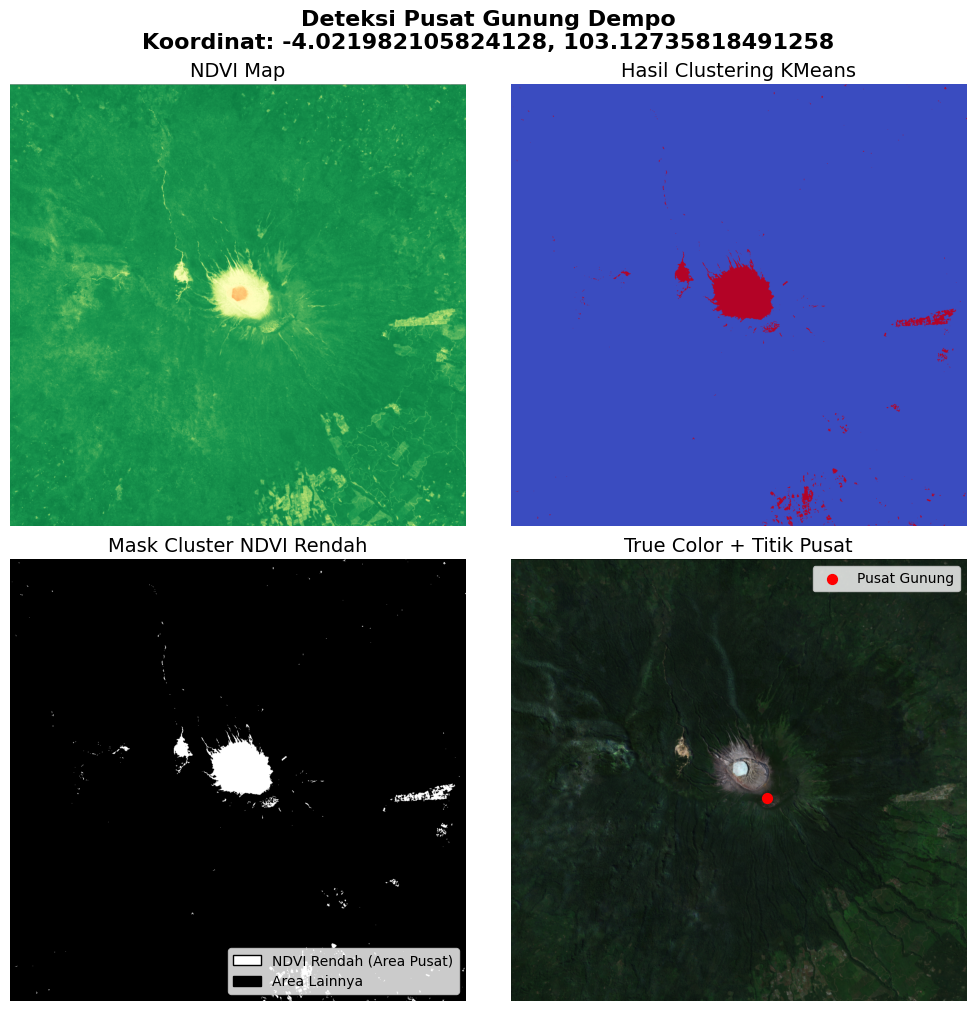 Deteksi Pusat Gunung Dempo
Koordinat: -4.021982105824128, 103.12735818491258
NDVI Map
Hasil Clustering KMeans
Mask Cluster NDVI Rendah
True Color + Titik Pusat
Pusat Gunung
NDVI Rendah (Area Pusat)
Area Lainnya